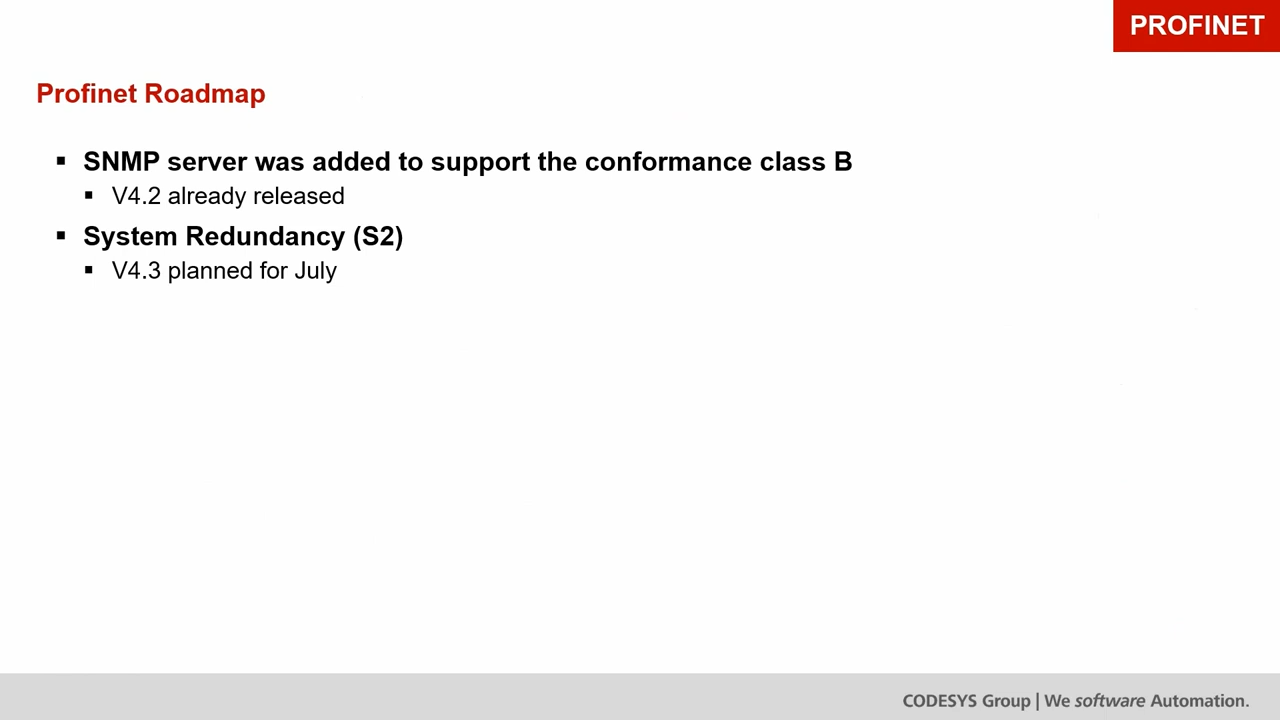 PROFINET
Profinet Roadmap
▪ SNMP server was added to support the conformance class B
▪ V4.2 already released
▪ System Redundancy (S2)
▪ V4.3 planned for July
CODESYS Group | We software Automation.